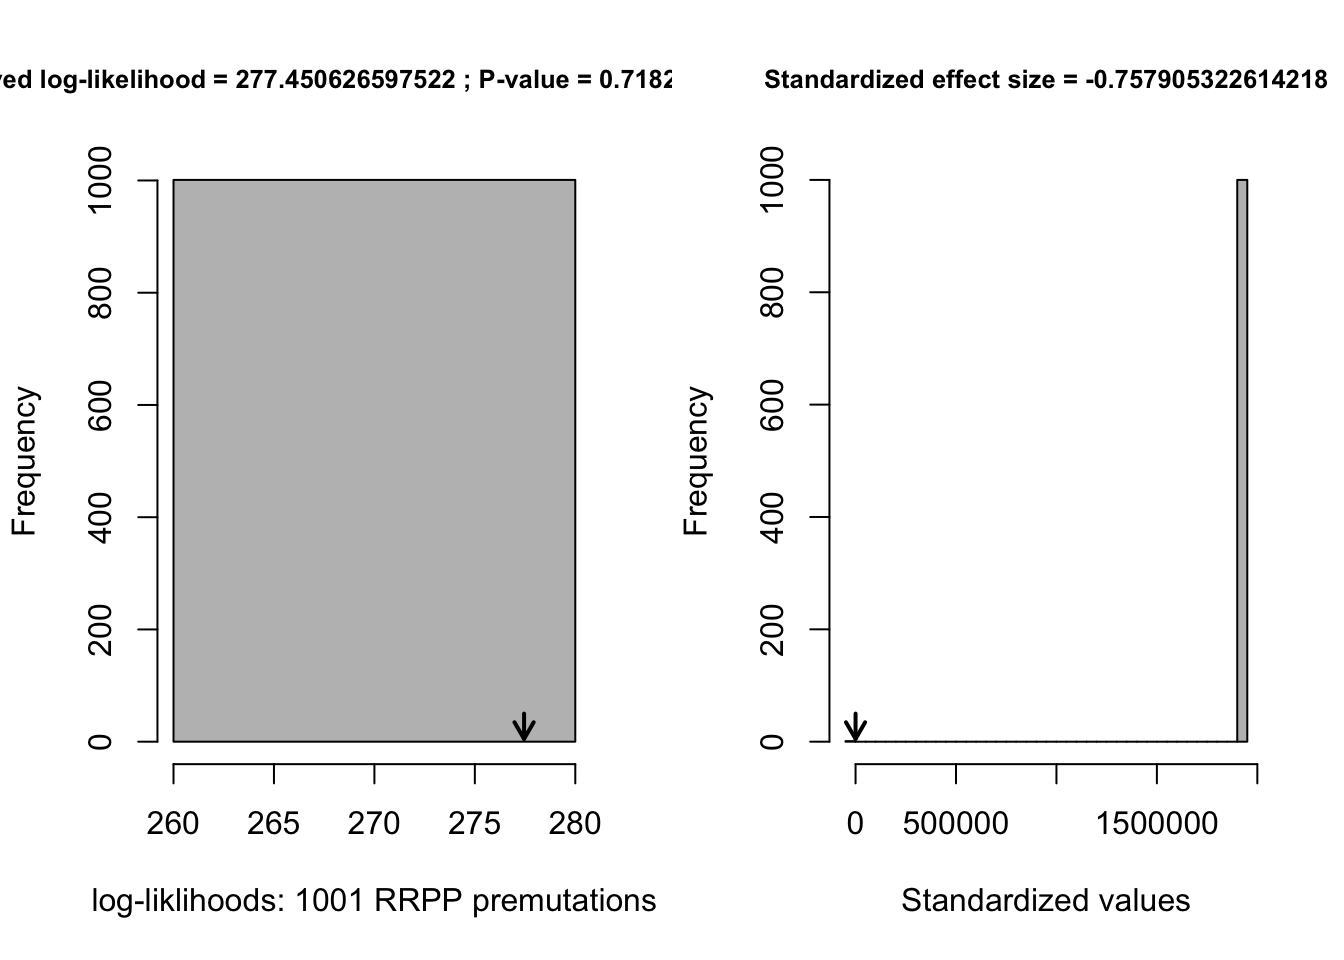 ved log-likelihood = 277.450626597522 ; P-value = 0.7182
Standardized effect size = -0.757905322614218
Frequency
0 200 400 600 800 1000
260 265 270 275 280
log-liklihoods: 1001 RRPP premutations
Frequency
0 200 400 600 800 1000
0 500000 1500000
Standardized values